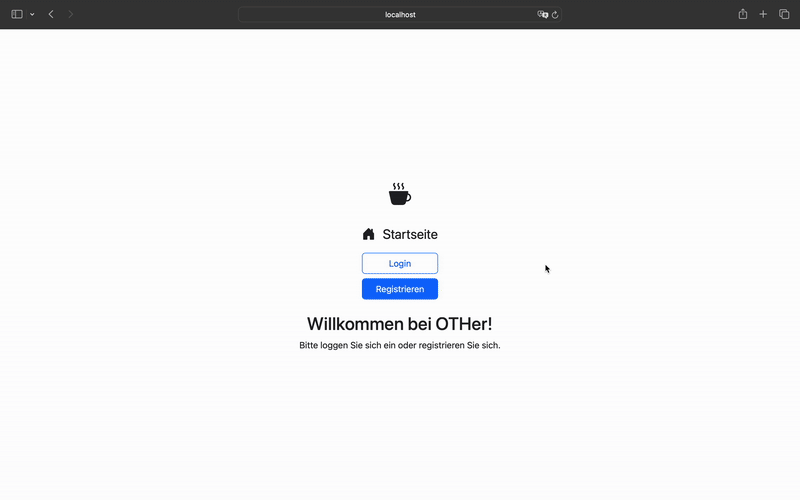 localhost
Startseite
Login
Registrieren
Willkommen bei OTHer!
Bitte loggen Sie sich ein oder registrieren Sie sich.